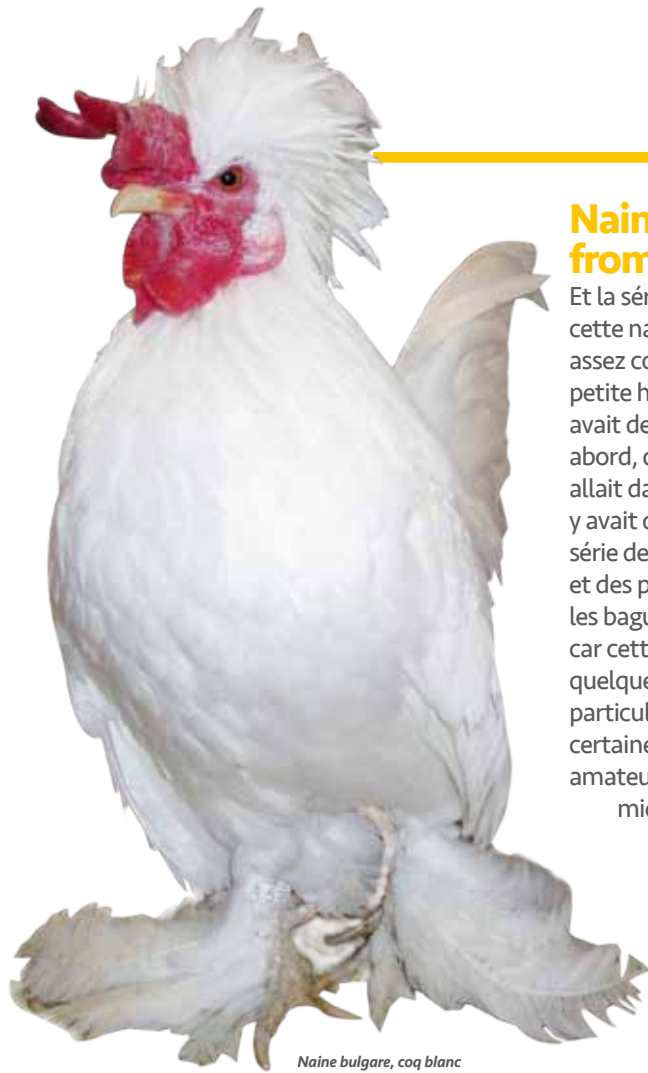 Nain
from
Et la sér
cette na
assez co
petite h
avait de
abord, c
allait da
y avait c
série de
et des p
les bagu
car cett
quelque
particul
certaine
amateu
mie
Naine bulgare, coq blanc